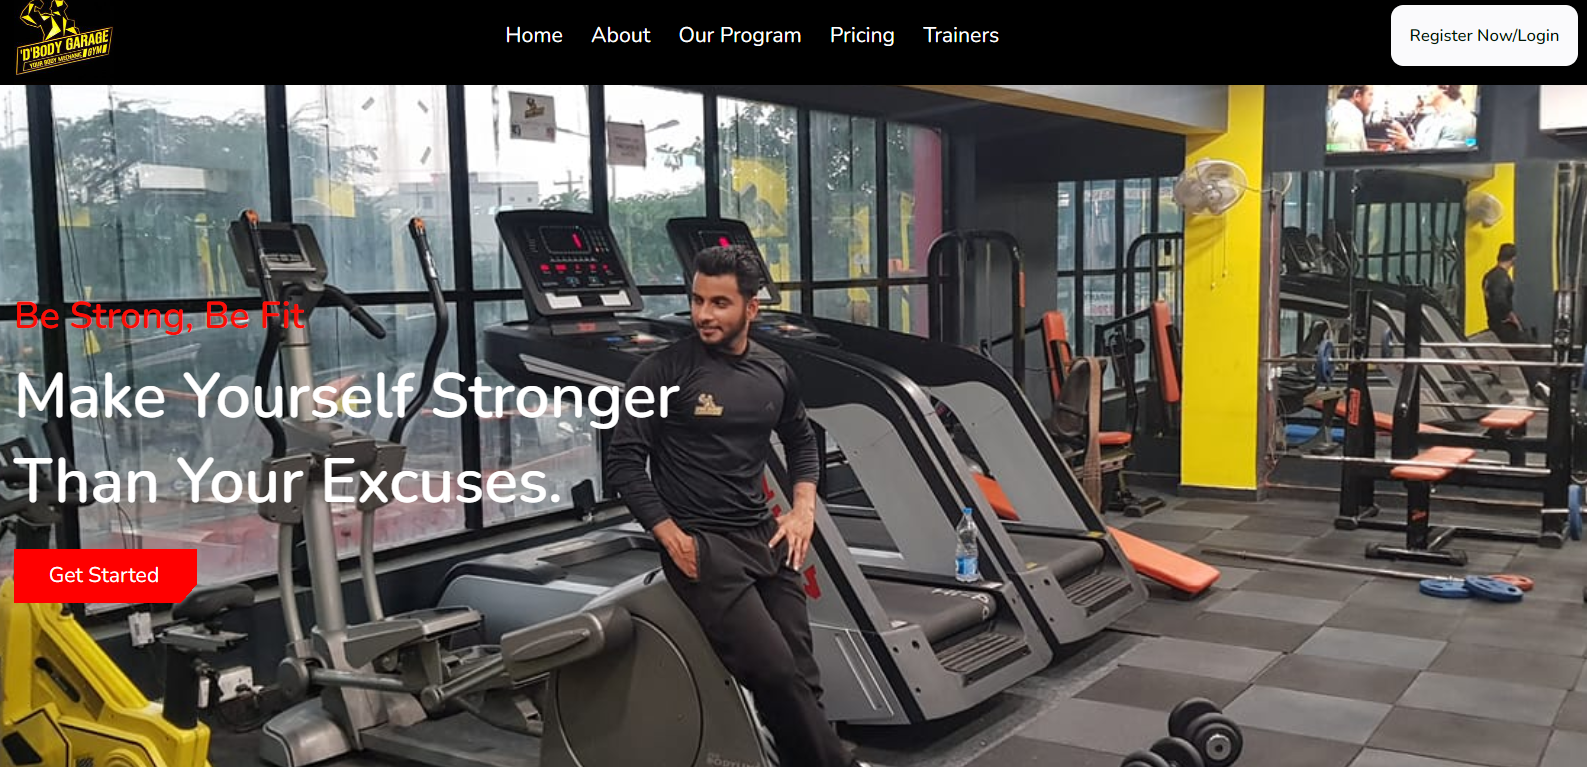 'D'BODY GARAGE
YOUR BODY MECHANIC GYM
Home About Our Program Pricing Trainers
Register Now/Login
Be Strong, Be Fit
Make Yourself Stronger
Than Your Excuses.
Get Started